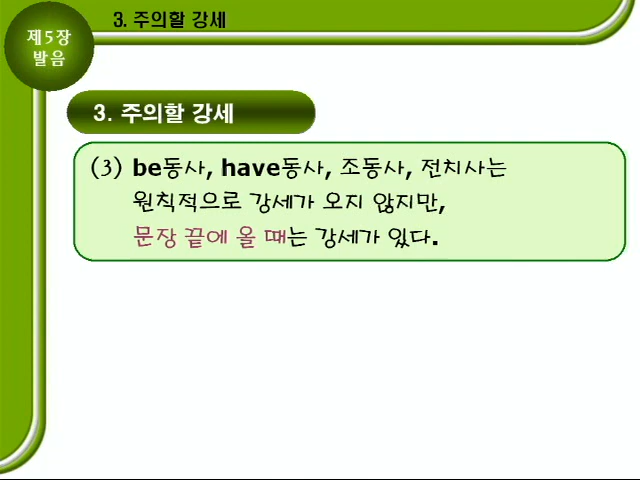 3. 주의할 강세
제5장
발음
3. 주의할 강세
(3) be동사, have동사, 조동사, 전치사는
원칙적으로 강세가 오지 않지만,
문장 끝에 올 때는 강세가 있다.